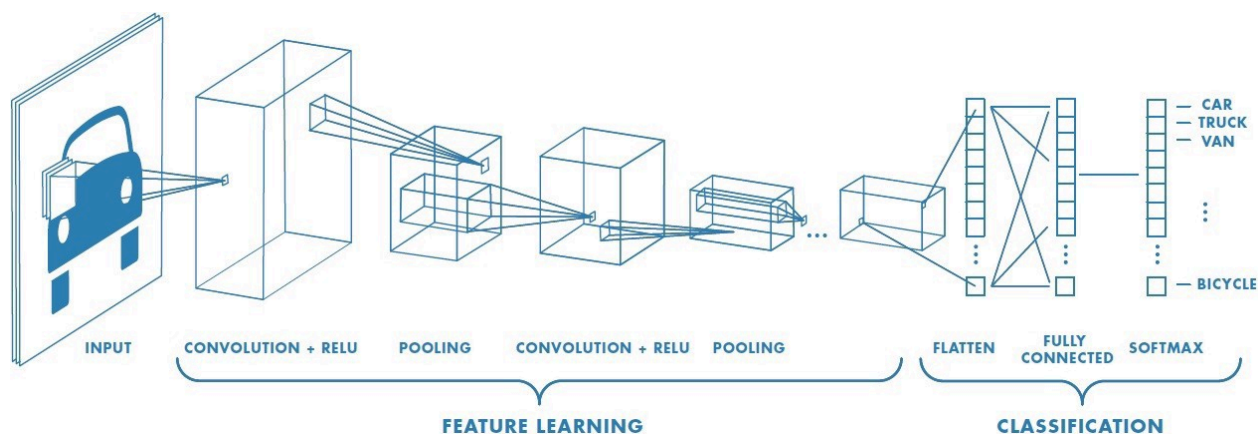 CAR
TRUCK
VAN
BICYCLE
INPUT
CONVOLUTION + RELU
POOLING
CONVOLUTION + RELU
POOLING
FLATTEN
FULLY
CONNECTED
SOFTMAX
FEATURE LEARNING
CLASSIFICATION